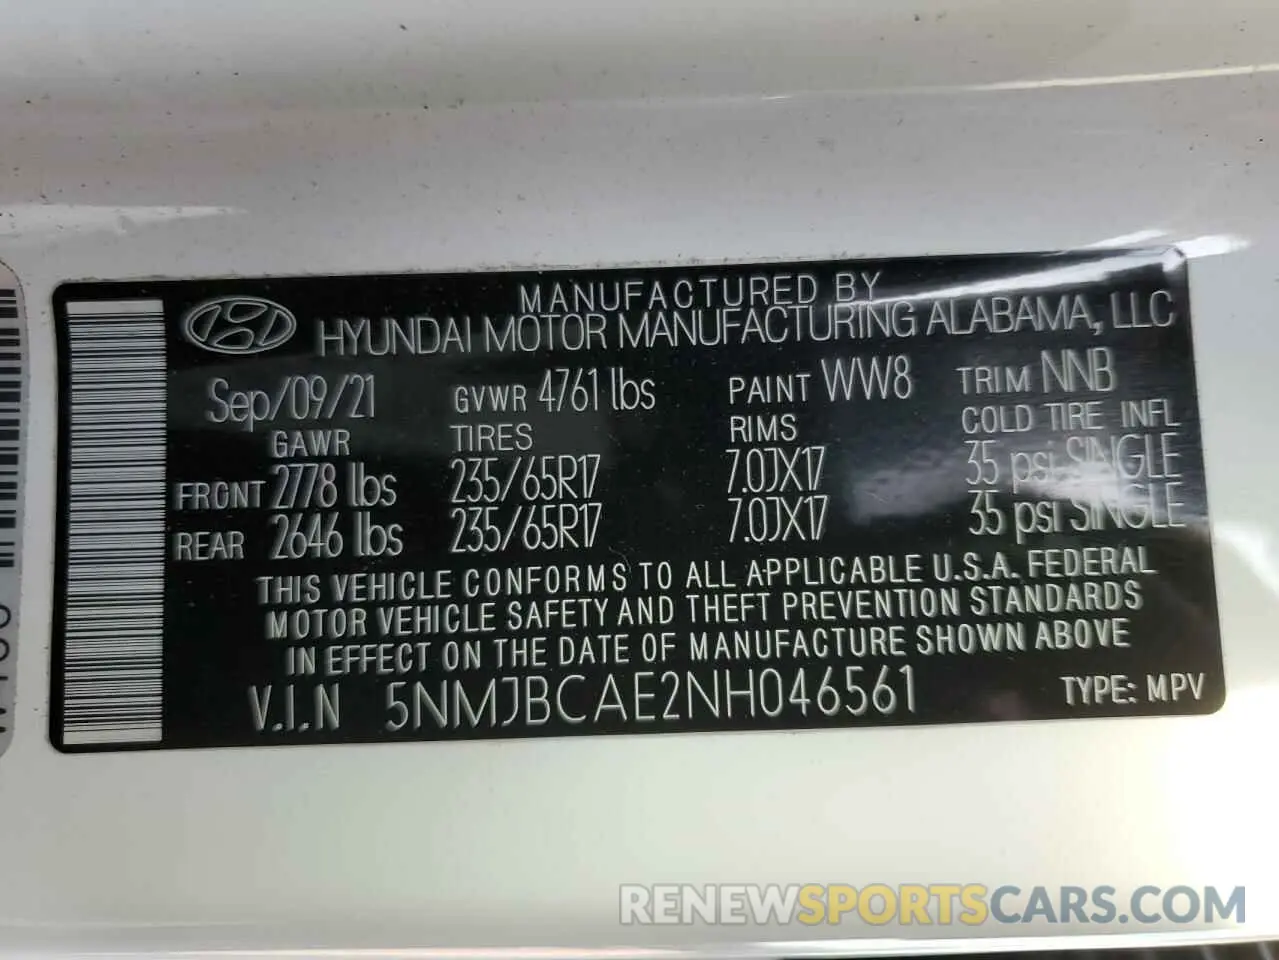 MANUFACTURED BY
HYUNDAI MOTOR MANUFACTURING ALABAMA, LLC
Sep/09/21 GVWR 4761 lbs PAINT WW8 TRIM NNB
GAWR TIRES RIMS COLD TIRE INFL
FRONT 2778 lbs 235/65R17 7.0JX17 35 psi SINGLE
REAR 2646 lbs 235/65R17 7.0JX17 35 psi SINGLE
THIS VEHICLE CONFORMS TO ALL APPLICABLE U.S.A. FEDERAL
MOTOR VEHICLE SAFETY AND THEFT PREVENTION STANDARDS
IN EFFECT ON THE DATE OF MANUFACTURE SHOWN ABOVE
V.I.N 5NMJBCAE2NH046561 TYPE: MPV
RENEWSPORTSCARS.COM